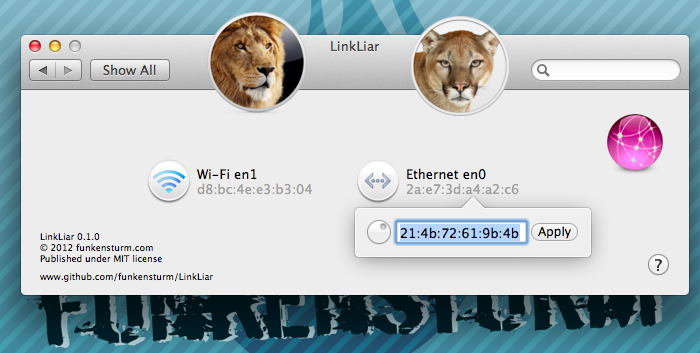 LinkLiar
Show All
Wi-Fi en1
d8:bc:4e:e3:b3:04
Ethernet en0
2a:e7:3d:a4:a2:c6
21:4b:72:61:9b:4b
Apply
LinkLiar 0.1.0
© 2012 funkensturm.com
Published under MIT license
www.github.com/funkensturm/LinkLiar
?
FUNKENSTURM